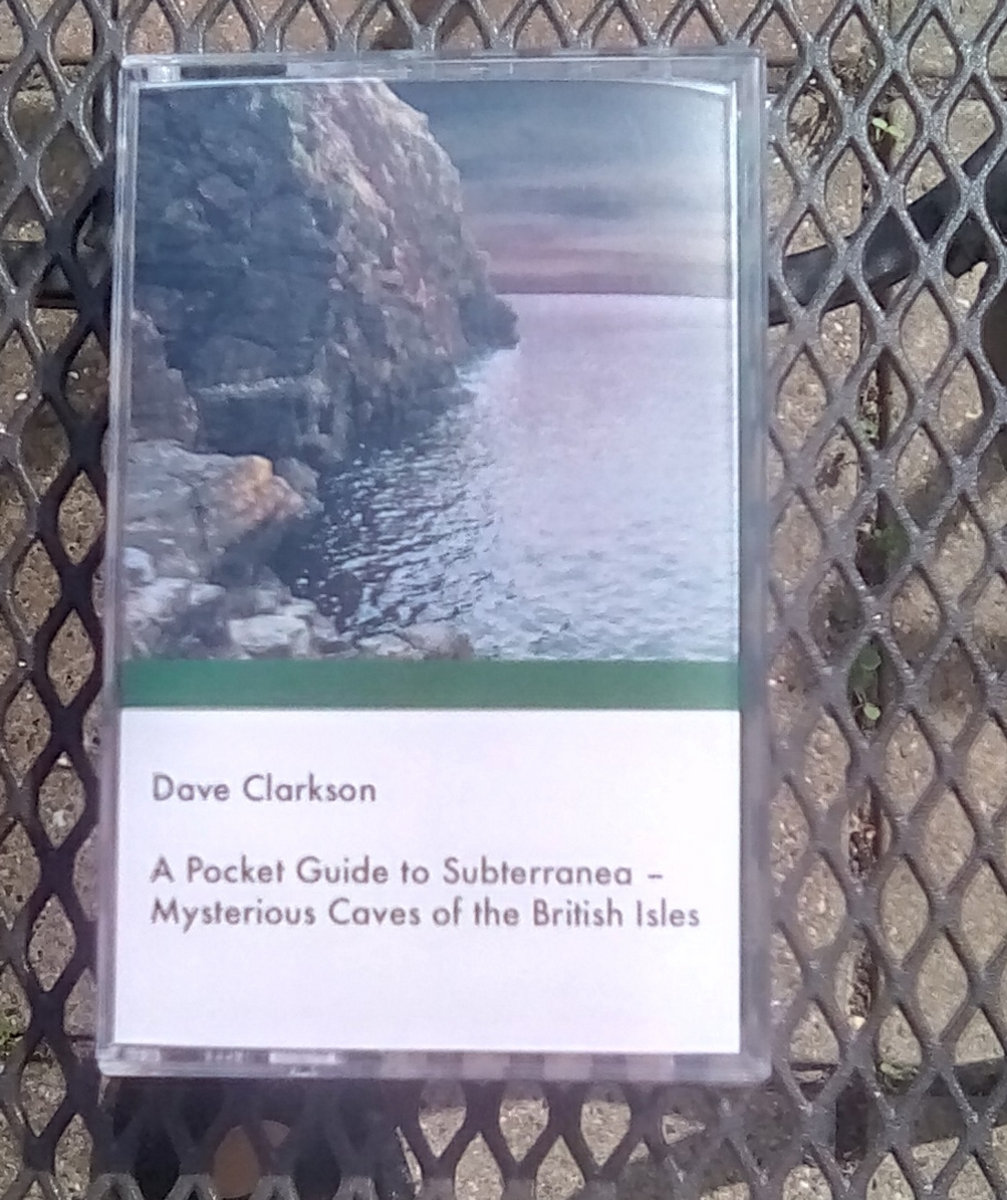 Dave Clarkson
A Pocket Guide to Subterranea –
Mysterious Caves of the British Isles